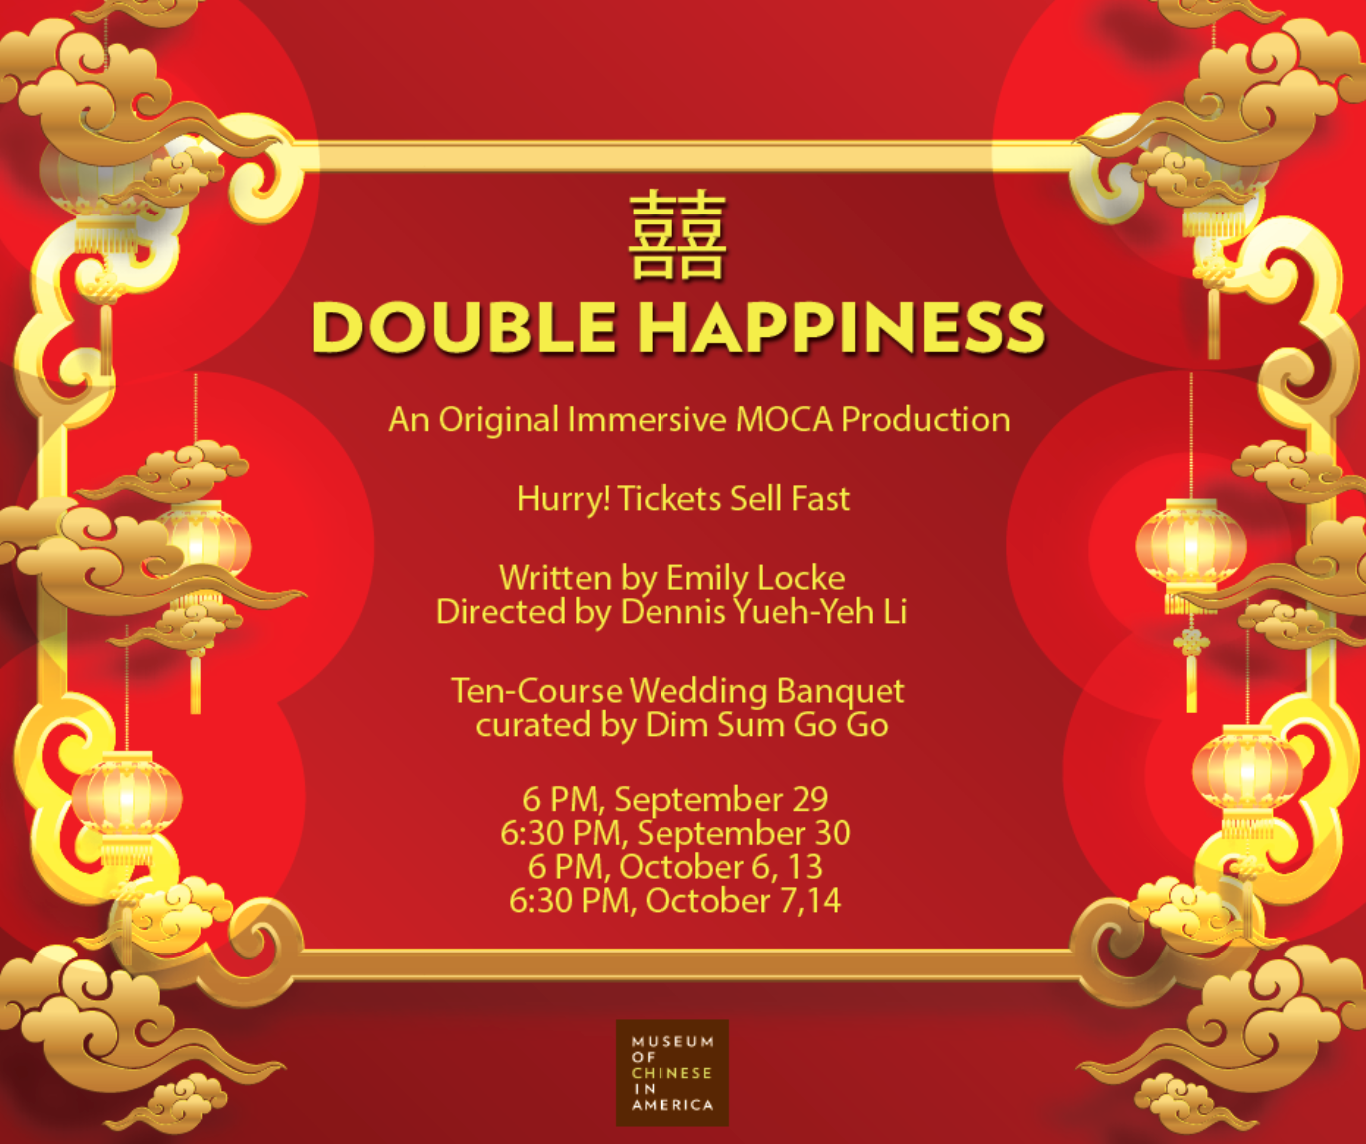 囍
DOUBLE HAPPINESS
An Original Immersive MOCA Production
Hurry! Tickets Sell Fast
Written by Emily Locke
Directed by Dennis Yueh-Yeh Li
Ten-Course Wedding Banquet
curated by Dim Sum Go Go
6 PM, September 29
6:30 PM, September 30
6 PM, October 6, 13
6:30 PM, October 7,14
MUSEUM
OF
CHINESE
IN
AMERICA